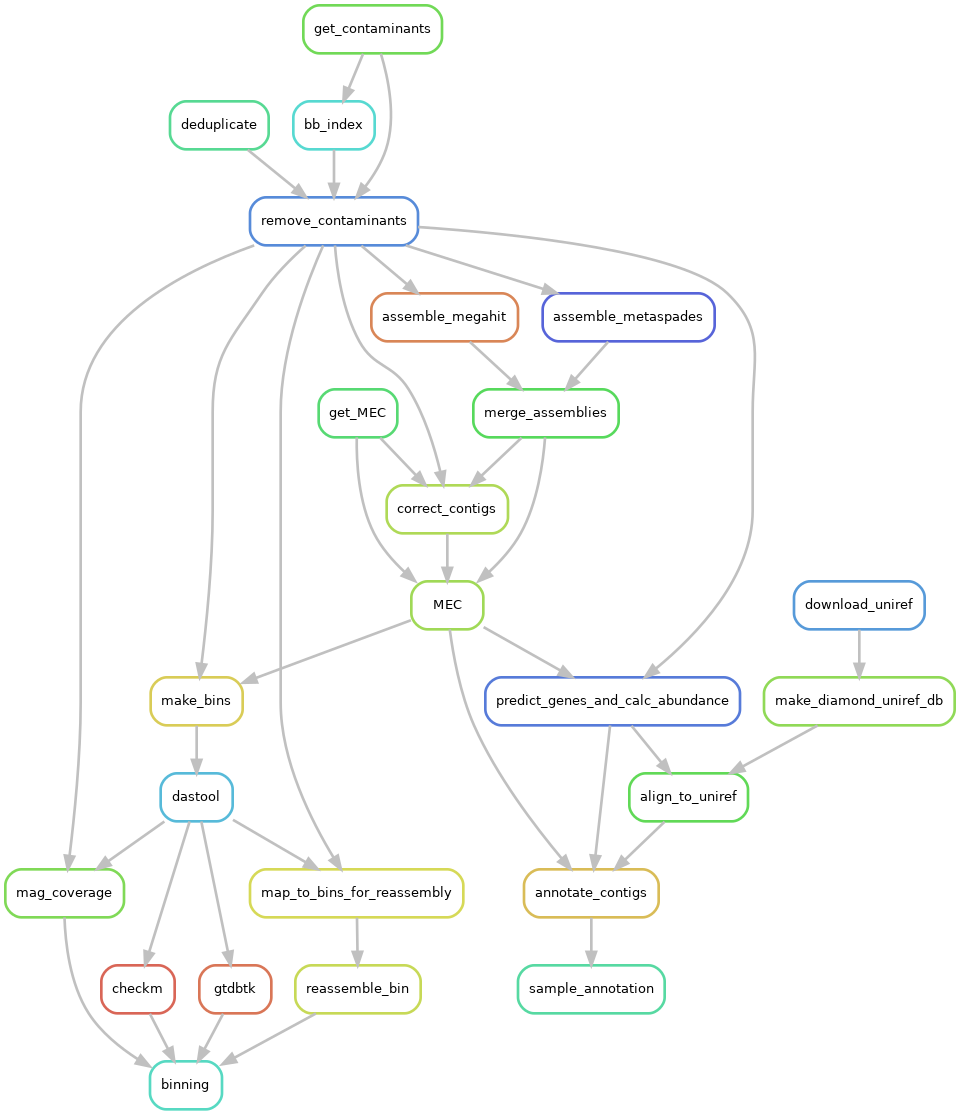 get_contaminants
deduplicate
bb_index
remove_contaminants
assemble_megahit
assemble_metaspades
get_MEC
merge_assemblies
correct_contigs
MEC
download_uniref
make_bins
predict_genes_and_calc_abundance
make_diamond_uniref_db
dastool
align_to_uniref
mag_coverage
map_to_bins_for_reassembly
annotate_contigs
checkm
gtdbtk
reassemble_bin
sample_annotation
binning